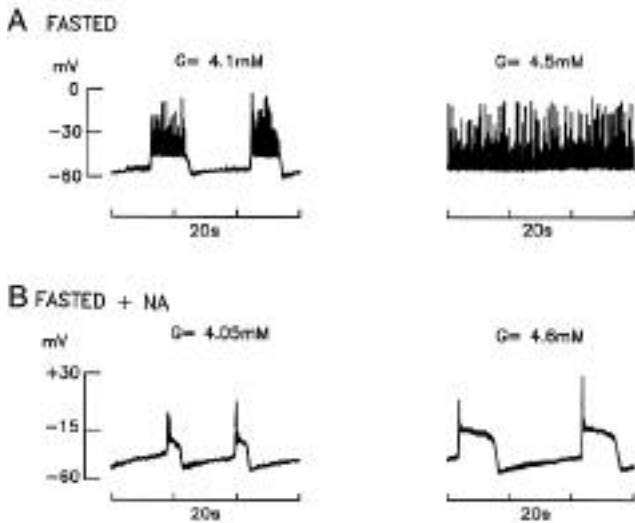 A FASTED
mV
G= 4.1mM
G= 4.5mM
0
-30
-60
20s
20s
B FASTED + NA
mV
G= 4.05mM
G= 4.6mM
+30
-15
-60
20s
20s